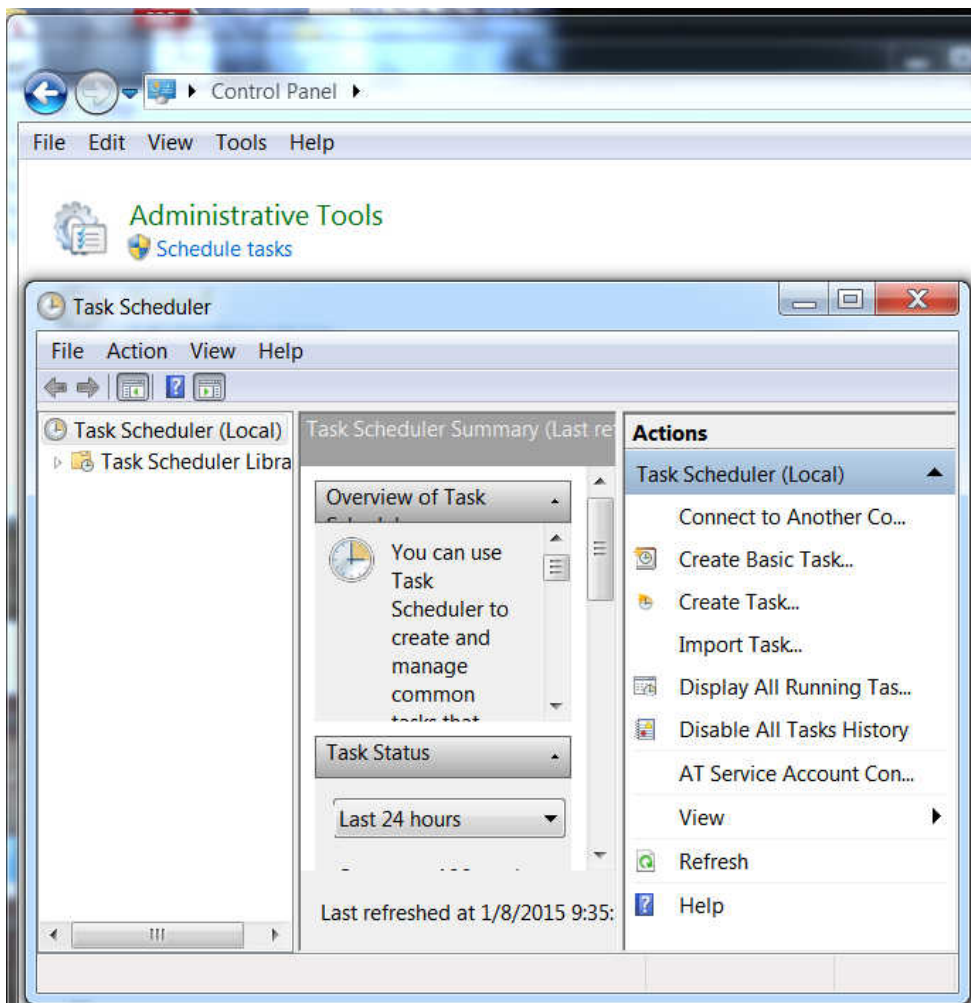 Control Panel
File Edit View Tools Help
Administrative Tools
Schedule tasks
Task Scheduler
File Action View Help
Task Scheduler (Local)
Task Scheduler Libra
Task Scheduler Summary (Last re
Overview of Task
You can use
Task
Scheduler to
create and
manage
common
tasks that
Task Status
Last 24 hours
Last refreshed at 1/8/2015 9:35:
Actions
Task Scheduler (Local)
Connect to Another Co...
Create Basic Task...
Create Task...
Import Task...
Display All Running Tas...
Disable All Tasks History
AT Service Account Con...
View
Refresh
Help